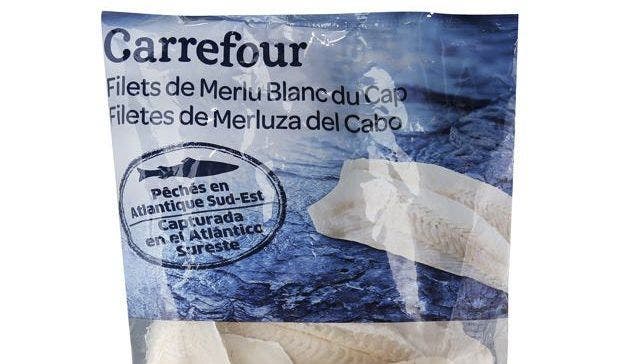 Carrefour
Filets de Merlu Blanc du Cap
Filetes de Merluza del Cabo
Pêchés en
Atlantique Sud-Est
Capturada
en el Atlántico
Sureste